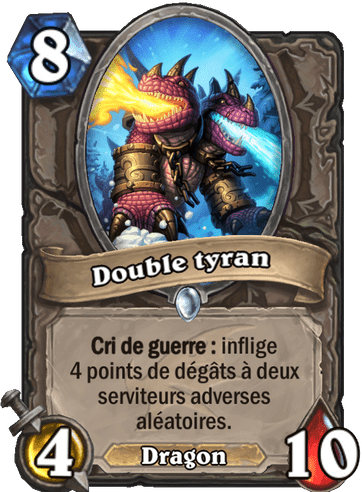 8
Double tyran
Cri de guerre : inflige
4 points de dégâts à deux
serviteurs adverses
aléatoires.
4
Dragon
10